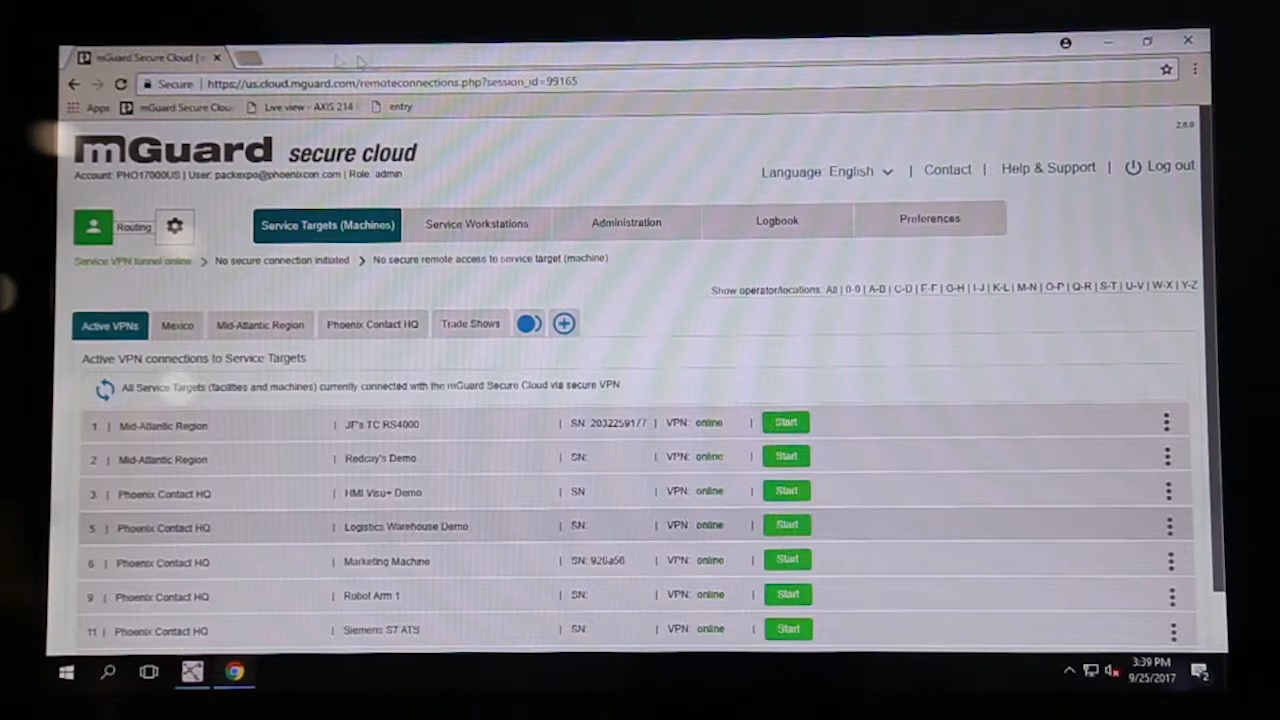 mGuard Secure Cloud |
Secure | https://us.cloud.mguard.com/remoteconnections.php?session_id=99165
Apps mGuard Secure Clou Live view - AXIS 214 entry
2.6.0
mGuard secure cloud
Account: PHO17000US | User: packexpo@phoenixcon.com | Role: admin
Language: English | Contact | Help & Support | Log out
Routing Service Targets (Machines) Service Workstations Administration Logbook Preferences
Service VPN tunnel online > No secure connection initiated > No secure remote access to service target (machine)
Show operator/locations: All | 0-9 | A-B | C-D | E-F | G-H | I-J | K-L | M-N | O-P | Q-R | S-T | U-V | W-X | Y-Z
Active VPNs Mexico Mid-Atlantic Region Phoenix Contact HQ Trade Shows
Active VPN connections to Service Targets
All Service Targets (facilities and machines) currently connected with the mGuard Secure Cloud via secure VPN
1 | Mid-Atlantic Region | JF's TC RS4000 | SN: 2032259177 | VPN: online | Start
2 | Mid-Atlantic Region | Redcay's Demo | SN: | VPN: online | Start
3 | Phoenix Contact HQ | HMI Visu+ Demo | SN: | VPN: online | Start
5 | Phoenix Contact HQ | Logistics Warehouse Demo | SN: | VPN: online | Start
6 | Phoenix Contact HQ | Marketing Machine | SN: 926a56 | VPN: online | Start
9 | Phoenix Contact HQ | Robot Arm 1 | SN: | VPN: online | Start
11 | Phoenix Contact HQ | Siemens S7 ATS | SN: | VPN: online | Start
3:39 PM
9/25/2017
2